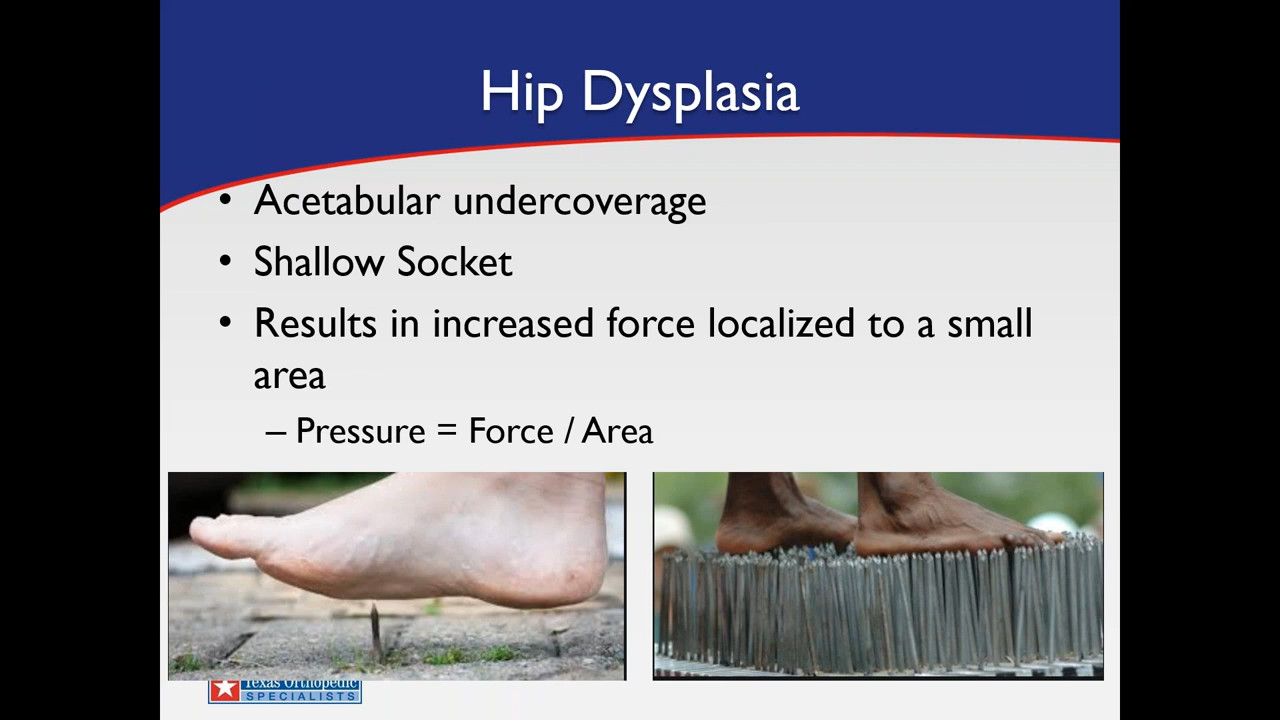 Hip Dysplasia
• Acetabular undercoverage
• Shallow Socket
• Results in increased force localized to a small
area
– Pressure = Force / Area
Texas Orthopedic
SPECIALISTS